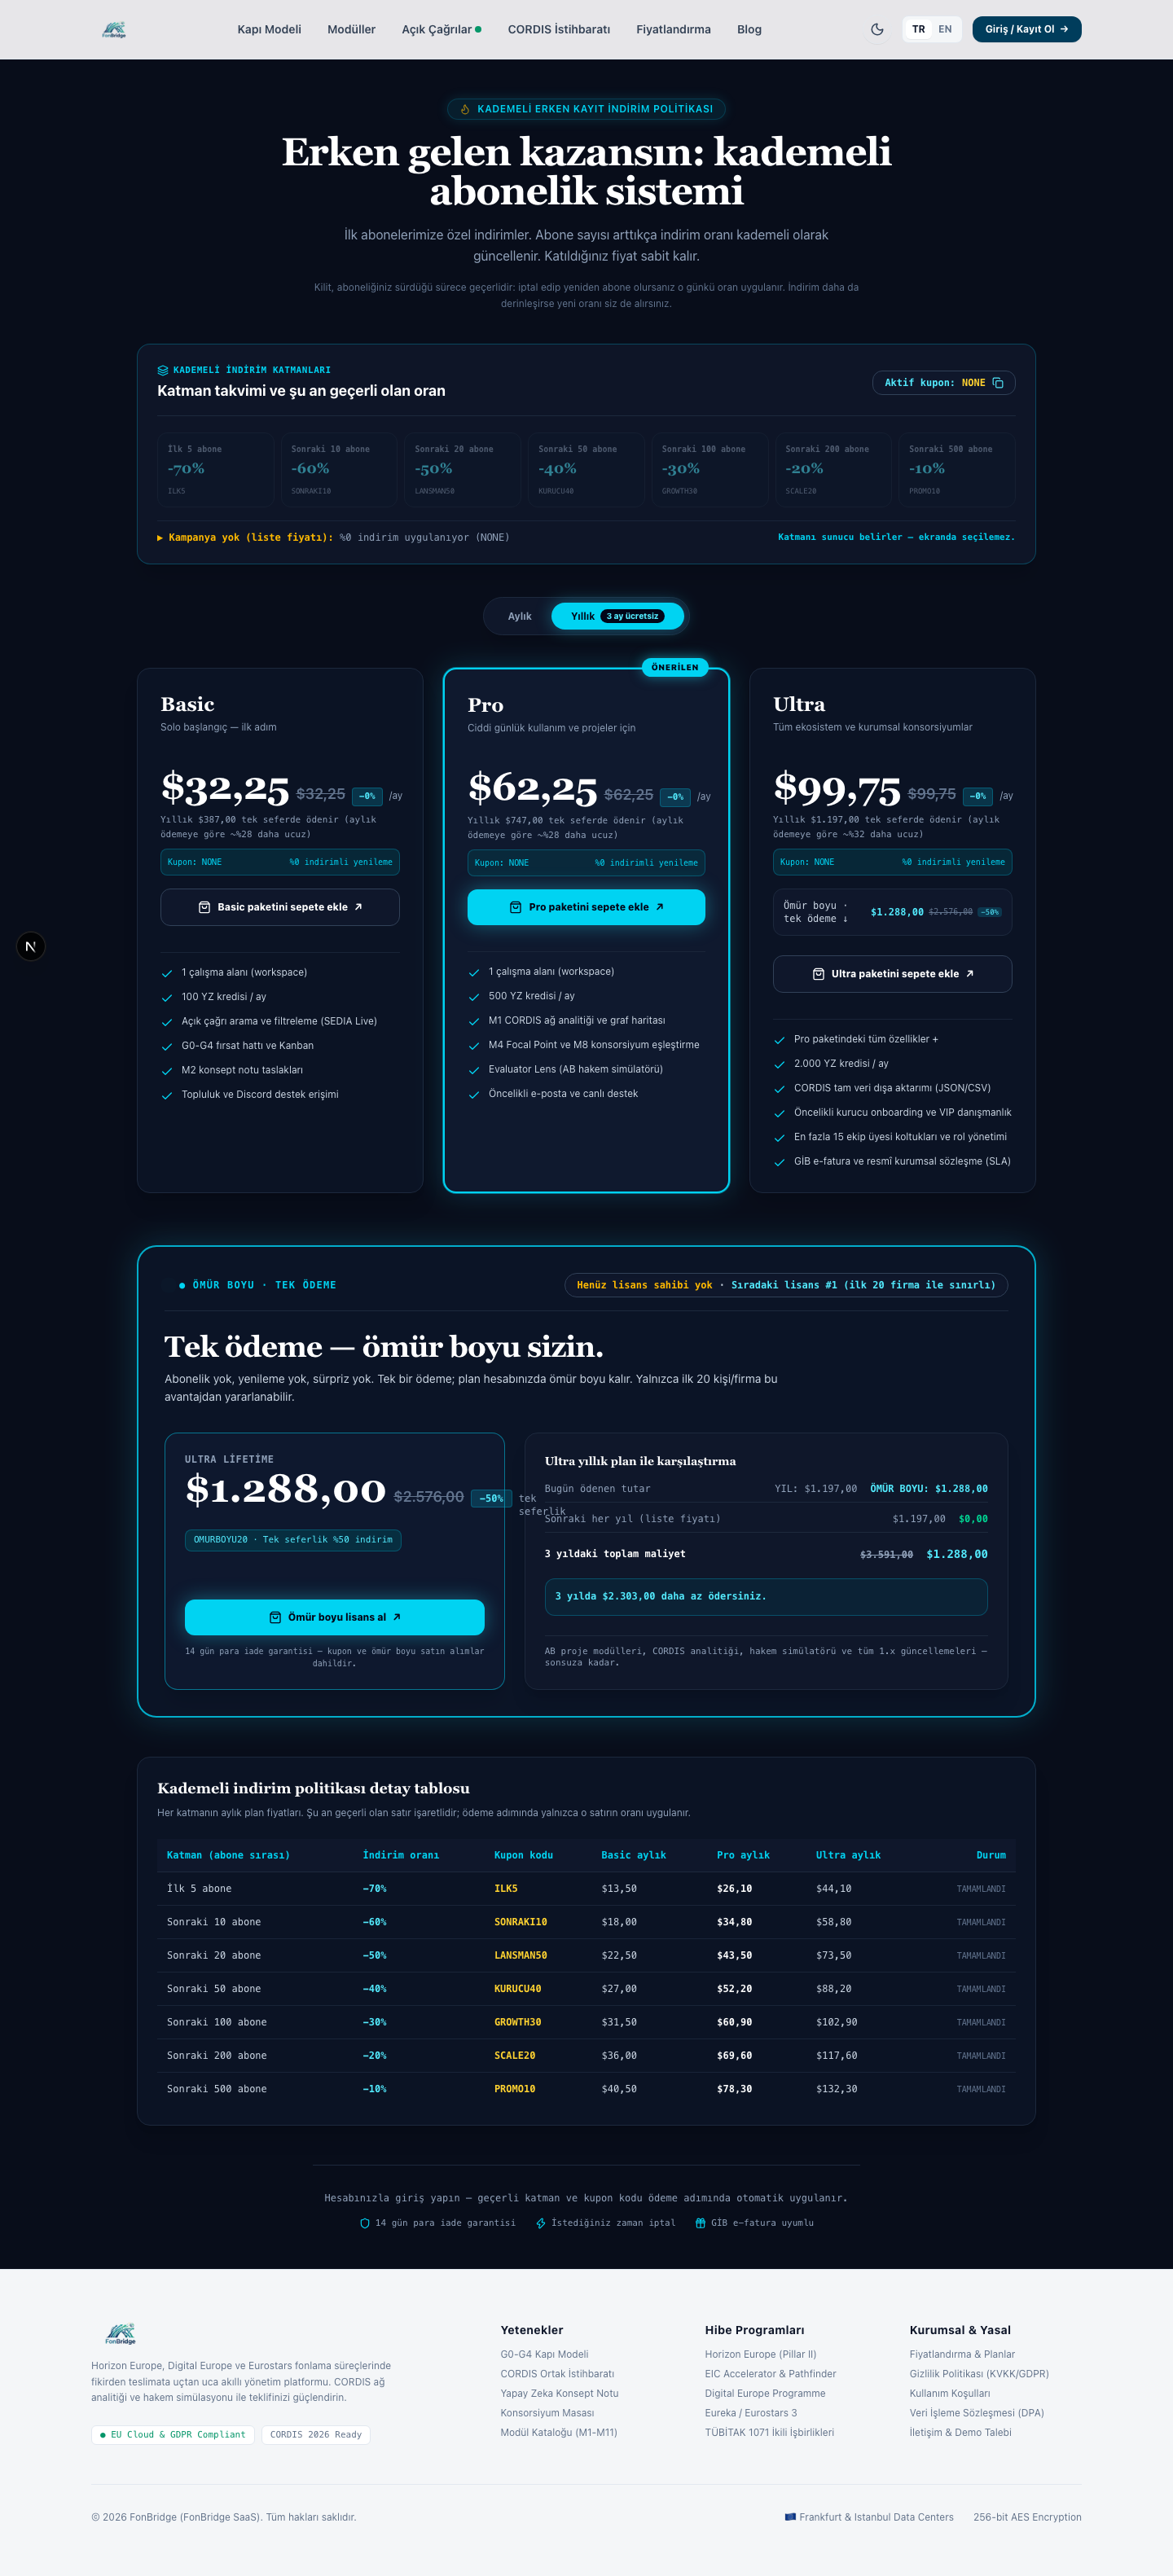 FonBridge
Kapı Modeli
Modüller
Açık Çağrılar
CORDIS İstihbaratı
Fiyatlandırma
Blog
TR
EN
Giriş / Kayıt Ol →
KADEMELİ ERKEN KAYIT İNDİRİM POLİTİKASI
Erken gelen kazansın: kademeli
abonelik sistemi
İlk abonelerimize özel indirimler. Abone sayısı arttıkça indirim oranı kademeli olarak
güncellenir. Katıldığınız fiyat sabit kalır.
Kilit, aboneliğiniz sürdüğü sürece geçerlidir: iptal edip yeniden abone olursanız o günkü oran uygulanır. İndirim daha da
derinleşirse yeni oranı siz de alırsınız.
KADEMELİ İNDİRİM KATMANLARI
Katman takvimi ve şu an geçerli olan oran
Aktif kupon: NONE
İlk 5 abone
-70%
ILK5
Sonraki 10 abone
-60%
SONRAKI10
Sonraki 20 abone
-50%
LANSMAN50
Sonraki 50 abone
-40%
KURUCU40
Sonraki 100 abone
-30%
GROWTH30
Sonraki 200 abone
-20%
SCALE20
Sonraki 500 abone
-10%
PROMO10
▶ Kampanya yok (liste fiyatı): %0 indirim uygulanıyor (NONE)
Katmanı sunucu belirler — ekranda seçilemez.
Aylık
Yıllık 3 ay ücretsiz
Basic
Solo başlangıç — ilk adım
$32,25 $32,25 −0% /ay
Yıllık $387,00 tek seferde ödenir (aylık
ödemeye göre ~%28 daha ucuz)
Kupon: NONE %0 indirimli yenileme
Basic paketini sepete ekle ↗
1 çalışma alanı (workspace)
100 YZ kredisi / ay
Açık çağrı arama ve filtreleme (SEDIA Live)
G0-G4 fırsat hattı ve Kanban
M2 konsept notu taslakları
Topluluk ve Discord destek erişimi
ÖNERİLEN
Pro
Ciddi günlük kullanım ve projeler için
$62,25 $62,25 −0% /ay
Yıllık $747,00 tek seferde ödenir (aylık
ödemeye göre ~%28 daha ucuz)
Kupon: NONE %0 indirimli yenileme
Pro paketini sepete ekle ↗
1 çalışma alanı (workspace)
500 YZ kredisi / ay
M1 CORDIS ağ analitiği ve graf haritası
M4 Focal Point ve M8 konsorsiyum eşleştirme
Evaluator Lens (AB hakem simülatörü)
Öncelikli e-posta ve canlı destek
Ultra
Tüm ekosistem ve kurumsal konsorsiyumlar
$99,75 $99,75 −0% /ay
Yıllık $1.197,00 tek seferde ödenir (aylık
ödemeye göre ~%32 daha ucuz)
Kupon: NONE %0 indirimli yenileme
Ömür boyu ·
tek ödeme ↓
$1.288,00 $2.576,00 −50%
Ultra paketini sepete ekle ↗
Pro paketindeki tüm özellikler +
2.000 YZ kredisi / ay
CORDIS tam veri dışa aktarımı (JSON/CSV)
Öncelikli kurucu onboarding ve VIP danışmanlık
En fazla 15 ekip üyesi koltukları ve rol yönetimi
GİB e-fatura ve resmî kurumsal sözleşme (SLA)
N
● ÖMÜR BOYU · TEK ÖDEME
Henüz lisans sahibi yok · Sıradaki lisans #1 (ilk 20 firma ile sınırlı)
Tek ödeme — ömür boyu sizin.
Abonelik yok, yenileme yok, sürpriz yok. Tek bir ödeme; plan hesabınızda ömür boyu kalır. Yalnızca ilk 20 kişi/firma bu
avantajdan yararlanabilir.
ULTRA LİFETİME
$1.288,00 $2.576,00 −50% tek
seferlik
OMURBOYU20 · Tek seferlik %50 indirim
Ömür boyu lisans al ↗
14 gün para iade garantisi — kupon ve ömür boyu satın alımlar
dahildir.
Ultra yıllık plan ile karşılaştırma
Bugün ödenen tutar YIL: $1.197,00 ÖMÜR BOYU: $1.288,00
Sonraki her yıl (liste fiyatı) $1.197,00 $0,00
3 yıldaki toplam maliyet $3.591,00 $1.288,00
3 yılda $2.303,00 daha az ödersiniz.
AB proje modülleri, CORDIS analitiği, hakem simülatörü ve tüm 1.x güncellemeleri —
sonsuza kadar.
Kademeli indirim politikası detay tablosu
Her katmanın aylık plan fiyatları. Şu an geçerli olan satır işaretlidir; ödeme adımında yalnızca o satırın oranı uygulanır.
Katman (abone sırası) İndirim oranı Kupon kodu Basic aylık Pro aylık Ultra aylık Durum
İlk 5 abone −70% ILK5 $13,50 $26,10 $44,10 TAMAMLANDI
Sonraki 10 abone −60% SONRAKI10 $18,00 $34,80 $58,80 TAMAMLANDI
Sonraki 20 abone −50% LANSMAN50 $22,50 $43,50 $73,50 TAMAMLANDI
Sonraki 50 abone −40% KURUCU40 $27,00 $52,20 $88,20 TAMAMLANDI
Sonraki 100 abone −30% GROWTH30 $31,50 $60,90 $102,90 TAMAMLANDI
Sonraki 200 abone −20% SCALE20 $36,00 $69,60 $117,60 TAMAMLANDI
Sonraki 500 abone −10% PROMO10 $40,50 $78,30 $132,30 TAMAMLANDI
Hesabınızla giriş yapın — geçerli katman ve kupon kodu ödeme adımında otomatik uygulanır.
14 gün para iade garantisi
İstediğiniz zaman iptal
GİB e-fatura uyumlu
FonBridge
Horizon Europe, Digital Europe ve Eurostars fonlama süreçlerinde
fikirden teslimata uçtan uca akıllı yönetim platformu. CORDIS ağ
analitiği ve hakem simülasyonu ile teklifinizi güçlendirin.
● EU Cloud & GDPR Compliant
CORDIS 2026 Ready
Yetenekler
G0-G4 Kapı Modeli
CORDIS Ortak İstihbaratı
Yapay Zeka Konsept Notu
Konsorsiyum Masası
Modül Kataloğu (M1-M11)
Hibe Programları
Horizon Europe (Pillar II)
EIC Accelerator & Pathfinder
Digital Europe Programme
Eureka / Eurostars 3
TÜBİTAK 1071 İkili İşbirlikleri
Kurumsal & Yasal
Fiyatlandırma & Planlar
Gizlilik Politikası (KVKK/GDPR)
Kullanım Koşulları
Veri İşleme Sözleşmesi (DPA)
İletişim & Demo Talebi
© 2026 FonBridge (FonBridge SaaS). Tüm hakları saklıdır.
Frankfurt & Istanbul Data Centers
256-bit AES Encryption